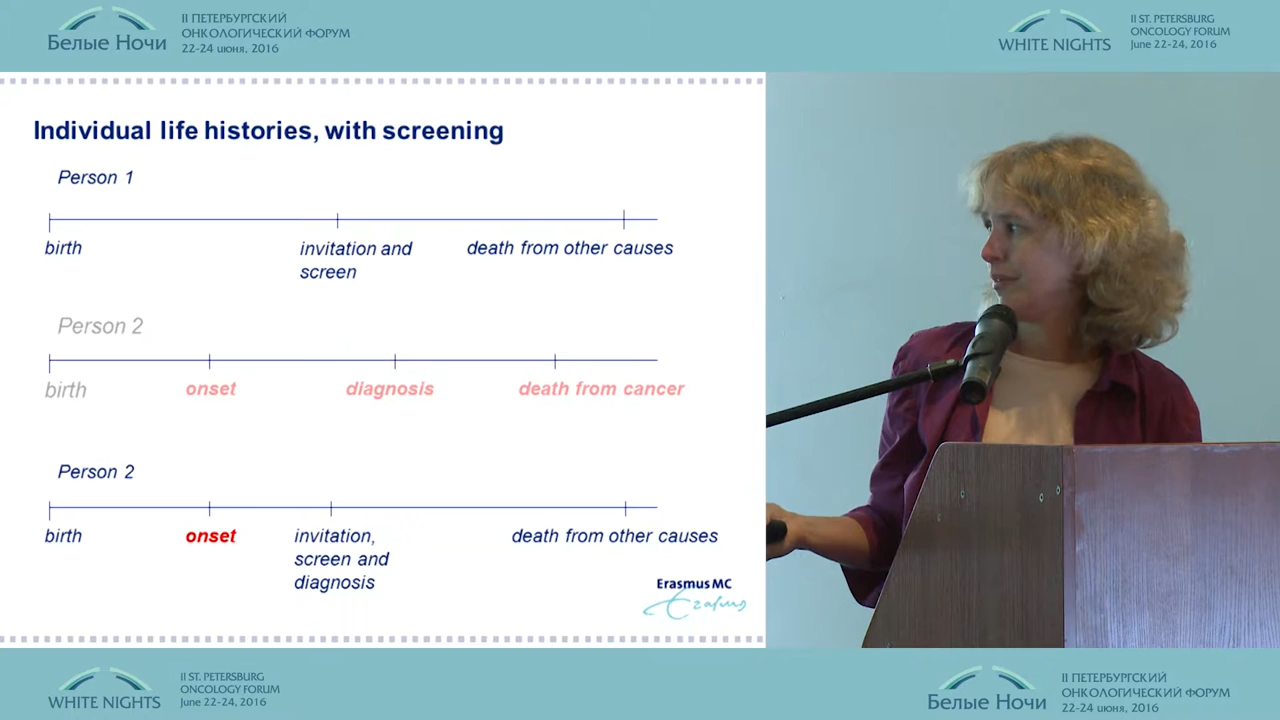 Белые Ночи
II ПЕТЕРБУРГСКИЙ
ОНКОЛОГИЧЕСКИЙ ФОРУМ
22-24 июня, 2016
WHITE NIGHTS
II ST. PETERSBURG
ONCOLOGY FORUM
June 22-24, 2016
Individual life histories, with screening
Person 1
birth
invitation and
screen
death from other causes
Person 2
birth
onset
diagnosis
death from cancer
Person 2
birth
onset
invitation,
screen and
diagnosis
death from other causes
Erasmus MC
Erasmus
WHITE NIGHTS
II ST. PETERSBURG
ONCOLOGY FORUM
June 22-24, 2016
Белые Ночи
II ПЕТЕРБУРГСКИЙ
ОНКОЛОГИЧЕСКИЙ ФОРУМ
22-24 июня, 2016